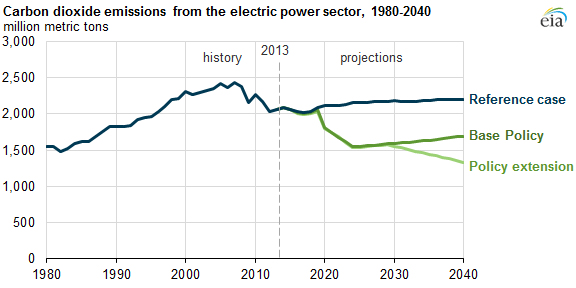 Carbon dioxide emissions from the electric power sector, 1980-2040
million metric tons
eia
3,000
2,500
2,000
1,500
1,000
500
0
history
2013
projections
Reference case
Base Policy
Policy extension
1980
1990
2000
2010
2020
2030
2040